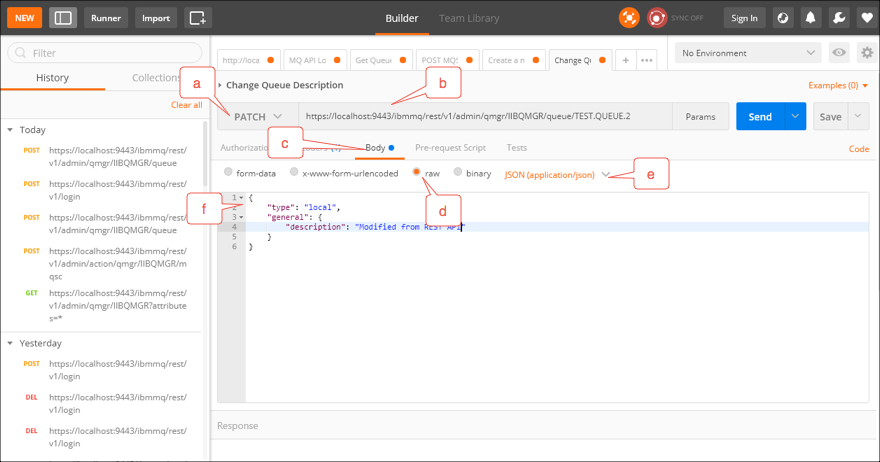 NEW
Runner
Import
Builder
Team Library
SYNC OFF
Sign In
Filter
History
Collections
Clear all
Today
POST https://localhost:9443/ibmmq/rest/
v1/admin/qmgr/IIBQMGR/queue
POST https://localhost:9443/ibmmq/rest/
v1/login
POST https://localhost:9443/ibmmq/rest/
v1/admin/qmgr/IIBQMGR/queue
POST https://localhost:9443/ibmmq/rest/
v1/admin/action/qmgr/IIBQMGR/m
qsc
GET https://localhost:9443/ibmmq/rest/
v1/admin/qmgr/IIBQMGR?attribute
s=*
Yesterday
POST https://localhost:9443/ibmmq/rest/
v1/login
DEL https://localhost:9443/ibmmq/rest/
v1/login
DEL https://localhost:9443/ibmmq/rest/
v1/login
https://localhost:9443/ibmmq/rest/
http://loca
MQ API Lo
Get Queu
POST MQS
Create a n
Change Qu
+
•••
No Environment
a
b
Change Queue Description
Examples (0)
PATCH
https://localhost:9443/ibmmq/rest/v1/admin/qmgr/IIBQMGR/queue/TEST.QUEUE.2
Params
Send
Save
c
Body
Pre-request Script
Tests
Code
form-data
x-www-form-urlencoded
raw
binary
JSON (application/json)
e
f
d
1 {
2 "type": "local",
3 "general": {
4 "description": "Modified from REST API"
5 }
6 }
Response